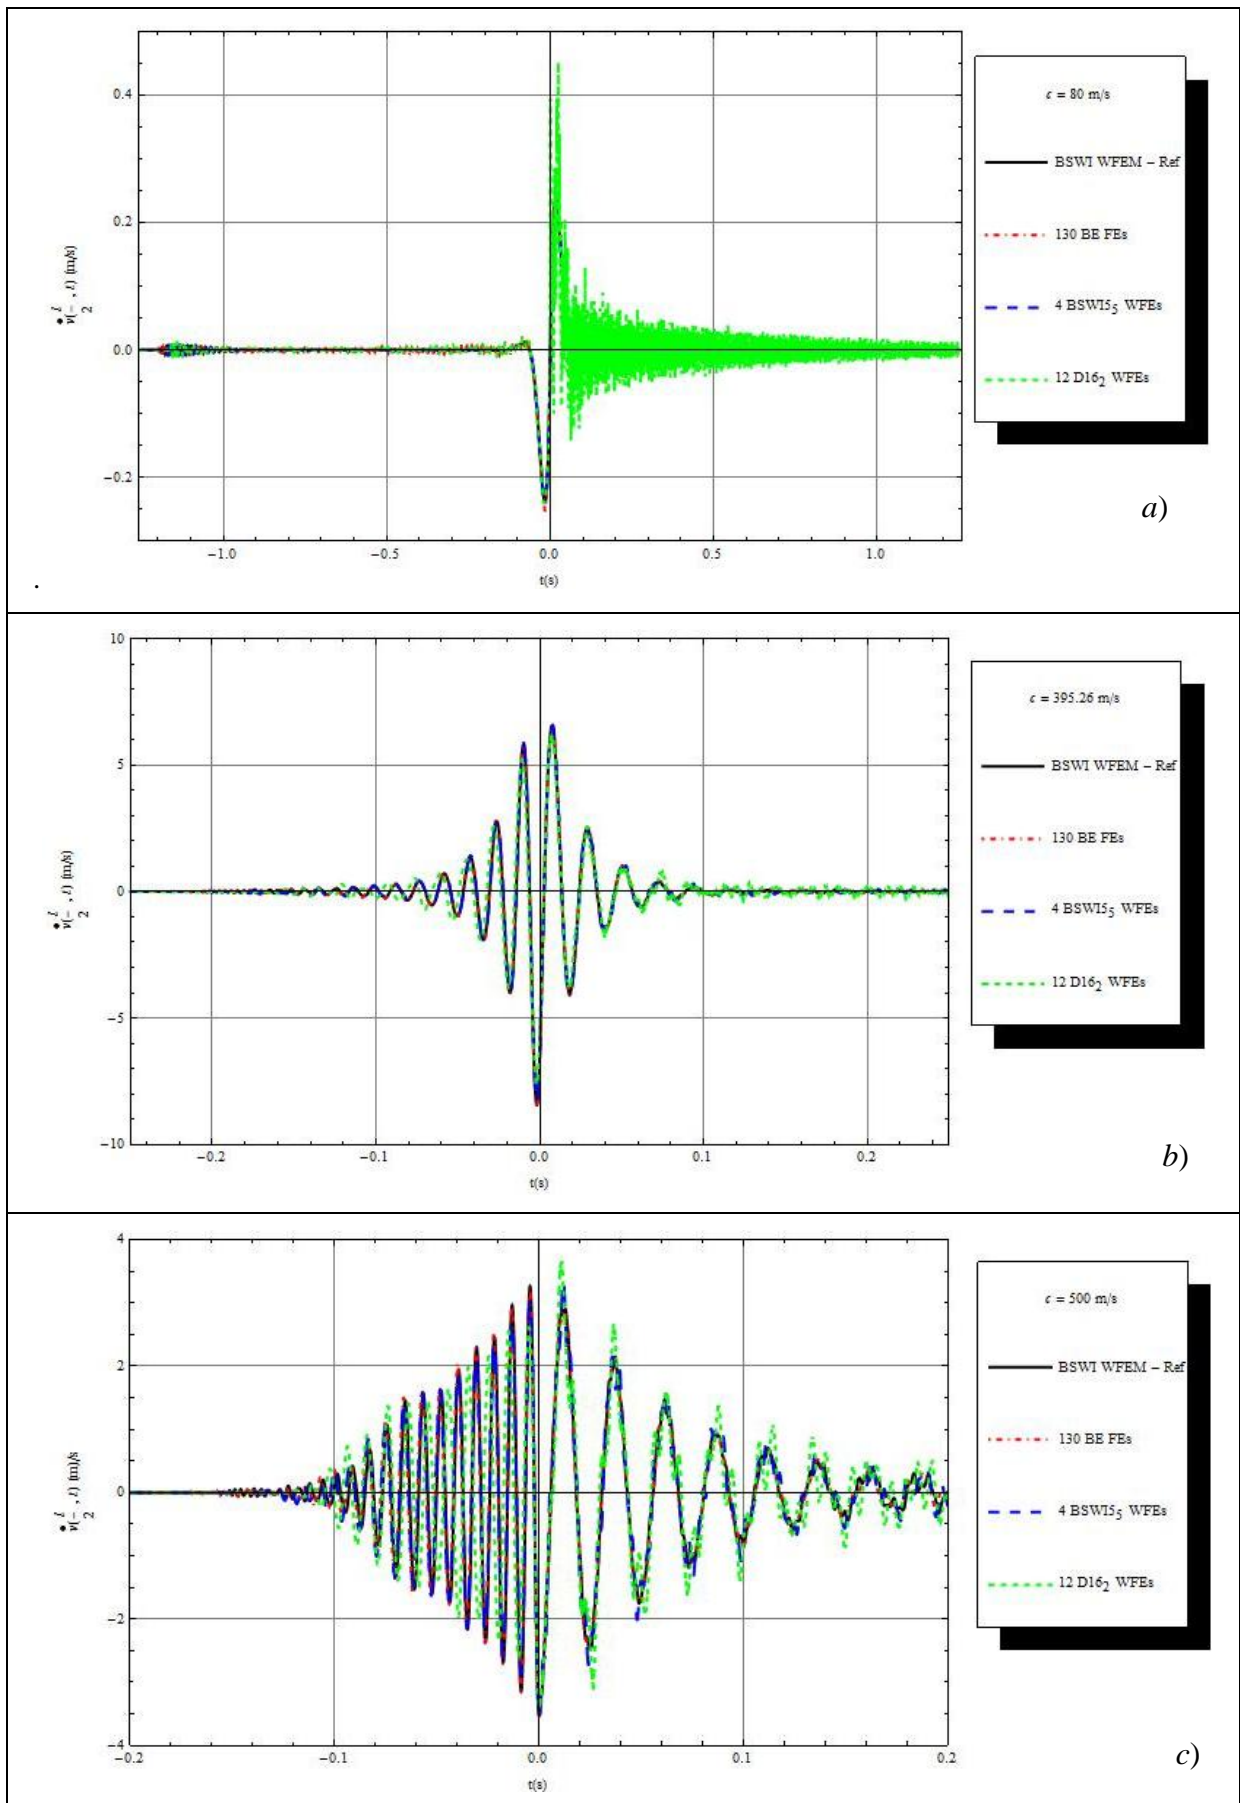 0.4
0.2
0.0
−0.2
v̇(l/2, t) (m/s)
−1.0 −0.5 0.0 0.5 1.0
t(s)
c = 80 m/s
BSWI WFEM − Ref
130 BE FEs
4 BSWI5₅ WFEs
12 D16₂ WFEs
a)
.
10
5
0
−5
−10
v̇(l/2, t) (m/s)
−0.2 −0.1 0.0 0.1 0.2
t(s)
c = 395.26 m/s
BSWI WFEM − Ref
130 BE FEs
4 BSWI5₅ WFEs
12 D16₂ WFEs
b)
4
2
0
−2
−4
v̇(l/2, t) (m)/s
−0.2 −0.1 0.0 0.1 0.2
t(s)
c = 500 m/s
BSWI WFEM − Ref
130 BE FEs
4 BSWI5₅ WFEs
12 D16₂ WFEs
c)